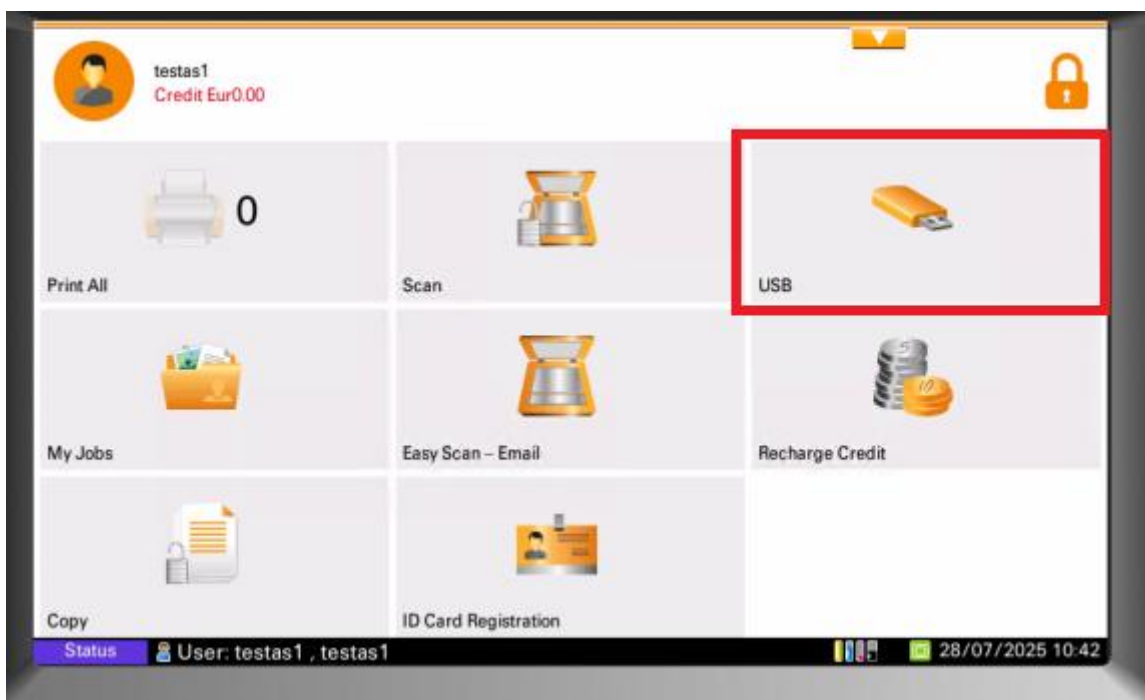 testas1
Credit Eur0.00
0
Print All
Scan
USB
My Jobs
Easy Scan – Email
Recharge Credit
Copy
ID Card Registration
Status
User: testas1 , testas1
28/07/2025 10:42